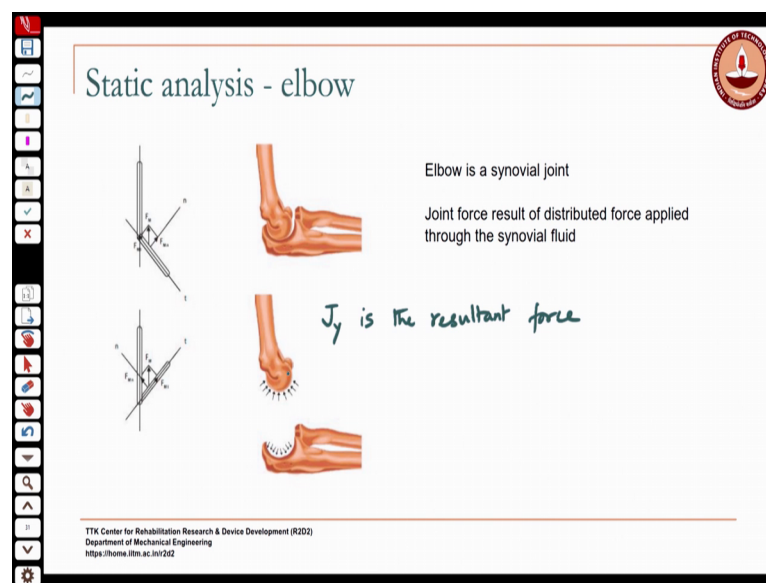 Static analysis - elbow
Elbow is a synovial joint
Joint force result of distributed force applied
through the synovial fluid
Jy is the resultant force
TTK Center for Rehabilitation Research & Device Development (R2D2)
Department of Mechanical Engineering
https://home.iitm.ac.in/r2d2